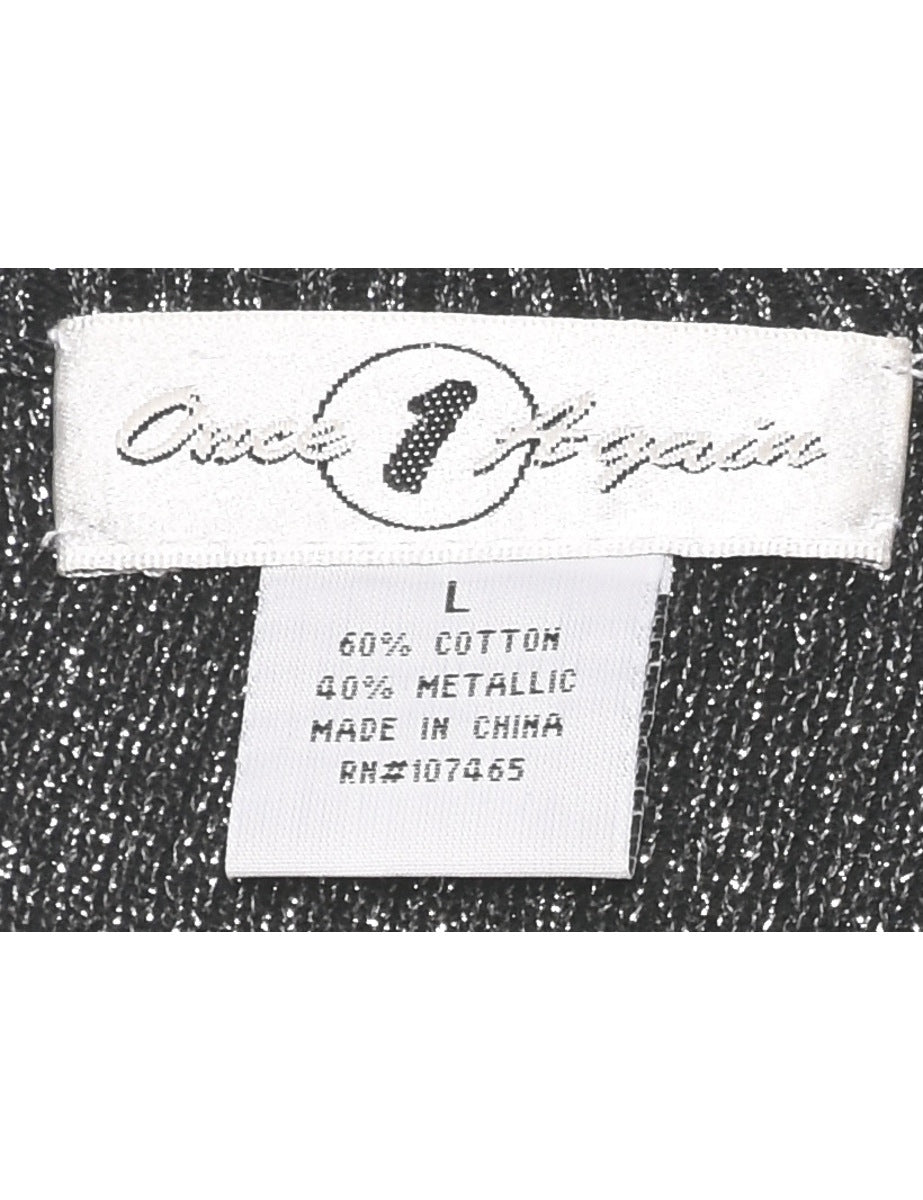 Once 1 Again
L
60% COTTON
40% METALLIC
MADE IN CHINA
RN#107465